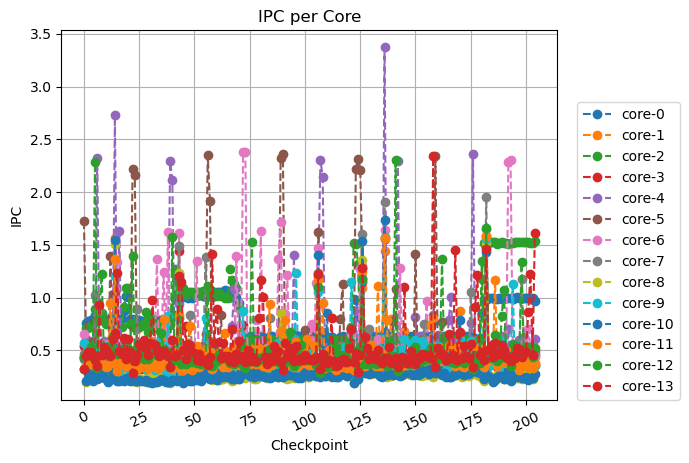 IPC per Core
3.5
3.0
2.5
2.0
1.5
1.0
0.5
IPC
0
25
50
75
100
125
150
175
200
Checkpoint
core-0
core-1
core-2
core-3
core-4
core-5
core-6
core-7
core-8
core-9
core-10
core-11
core-12
core-13